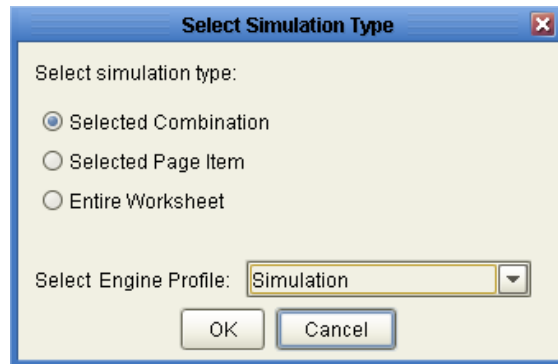 Select Simulation Type
Select simulation type:
Selected Combination
Selected Page Item
Entire Worksheet
Select Engine Profile: Simulation
OK Cancel